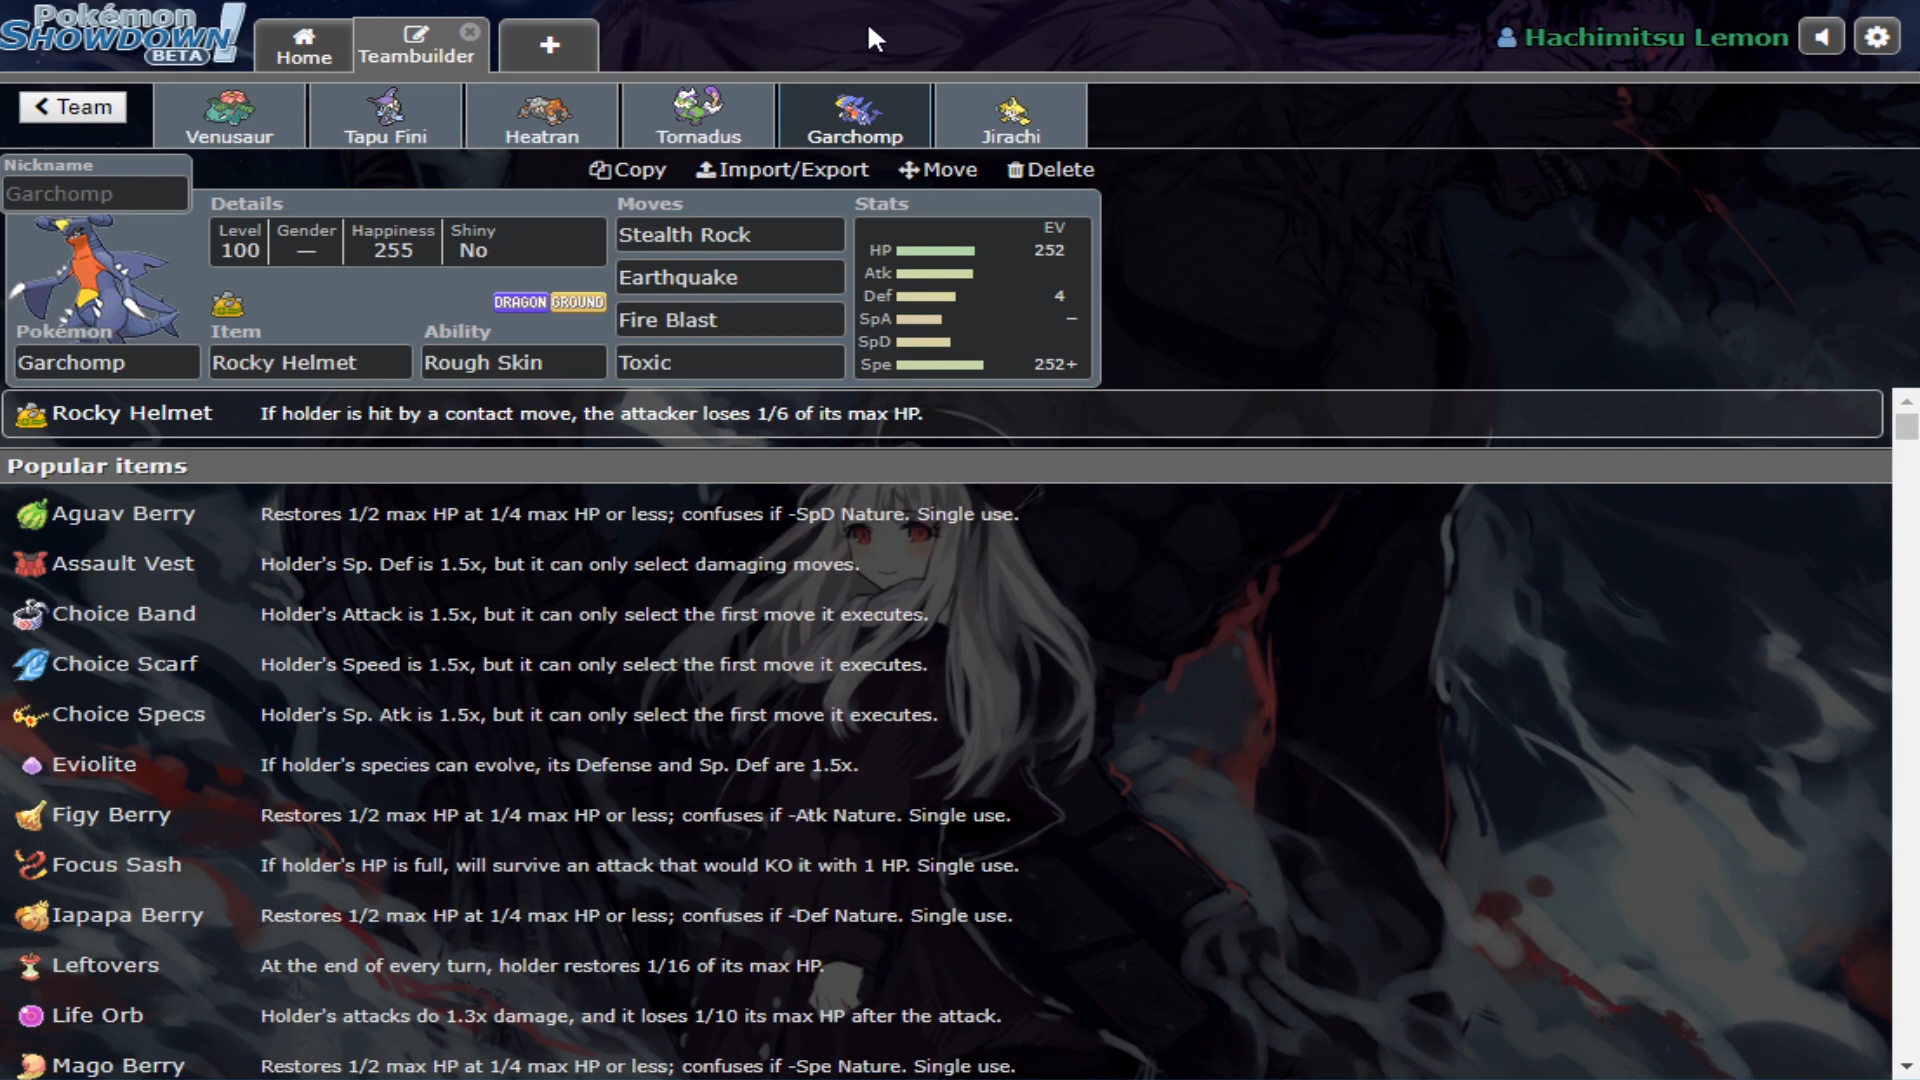 Pokémon
SHOWDOWN!
BETA
Home
Teambuilder
Hachimitsu Lemon
Team
Venusaur
Tapu Fini
Heatran
Tornadus
Garchomp
Jirachi
Nickname
Garchomp
Copy
Import/Export
Move
Delete
Details
Level
100
Gender
—
Happiness
255
Shiny
No
DRAGON GROUND
Pokémon
Garchomp
Item
Rocky Helmet
Ability
Rough Skin
Moves
Stealth Rock
Earthquake
Fire Blast
Toxic
Stats
EV
HP 252
Atk
Def 4
SpA −
SpD
Spe 252+
Rocky Helmet If holder is hit by a contact move, the attacker loses 1/6 of its max HP.
Popular items
Aguav Berry Restores 1/2 max HP at 1/4 max HP or less; confuses if -SpD Nature. Single use.
Assault Vest Holder's Sp. Def is 1.5x, but it can only select damaging moves.
Choice Band Holder's Attack is 1.5x, but it can only select the first move it executes.
Choice Scarf Holder's Speed is 1.5x, but it can only select the first move it executes.
Choice Specs Holder's Sp. Atk is 1.5x, but it can only select the first move it executes.
Eviolite If holder's species can evolve, its Defense and Sp. Def are 1.5x.
Figy Berry Restores 1/2 max HP at 1/4 max HP or less; confuses if -Atk Nature. Single use.
Focus Sash If holder's HP is full, will survive an attack that would KO it with 1 HP. Single use.
Iapapa Berry Restores 1/2 max HP at 1/4 max HP or less; confuses if -Def Nature. Single use.
Leftovers At the end of every turn, holder restores 1/16 of its max HP.
Life Orb Holder's attacks do 1.3x damage, and it loses 1/10 its max HP after the attack.
Mago Berry Restores 1/2 max HP at 1/4 max HP or less; confuses if -Spe Nature. Single use.